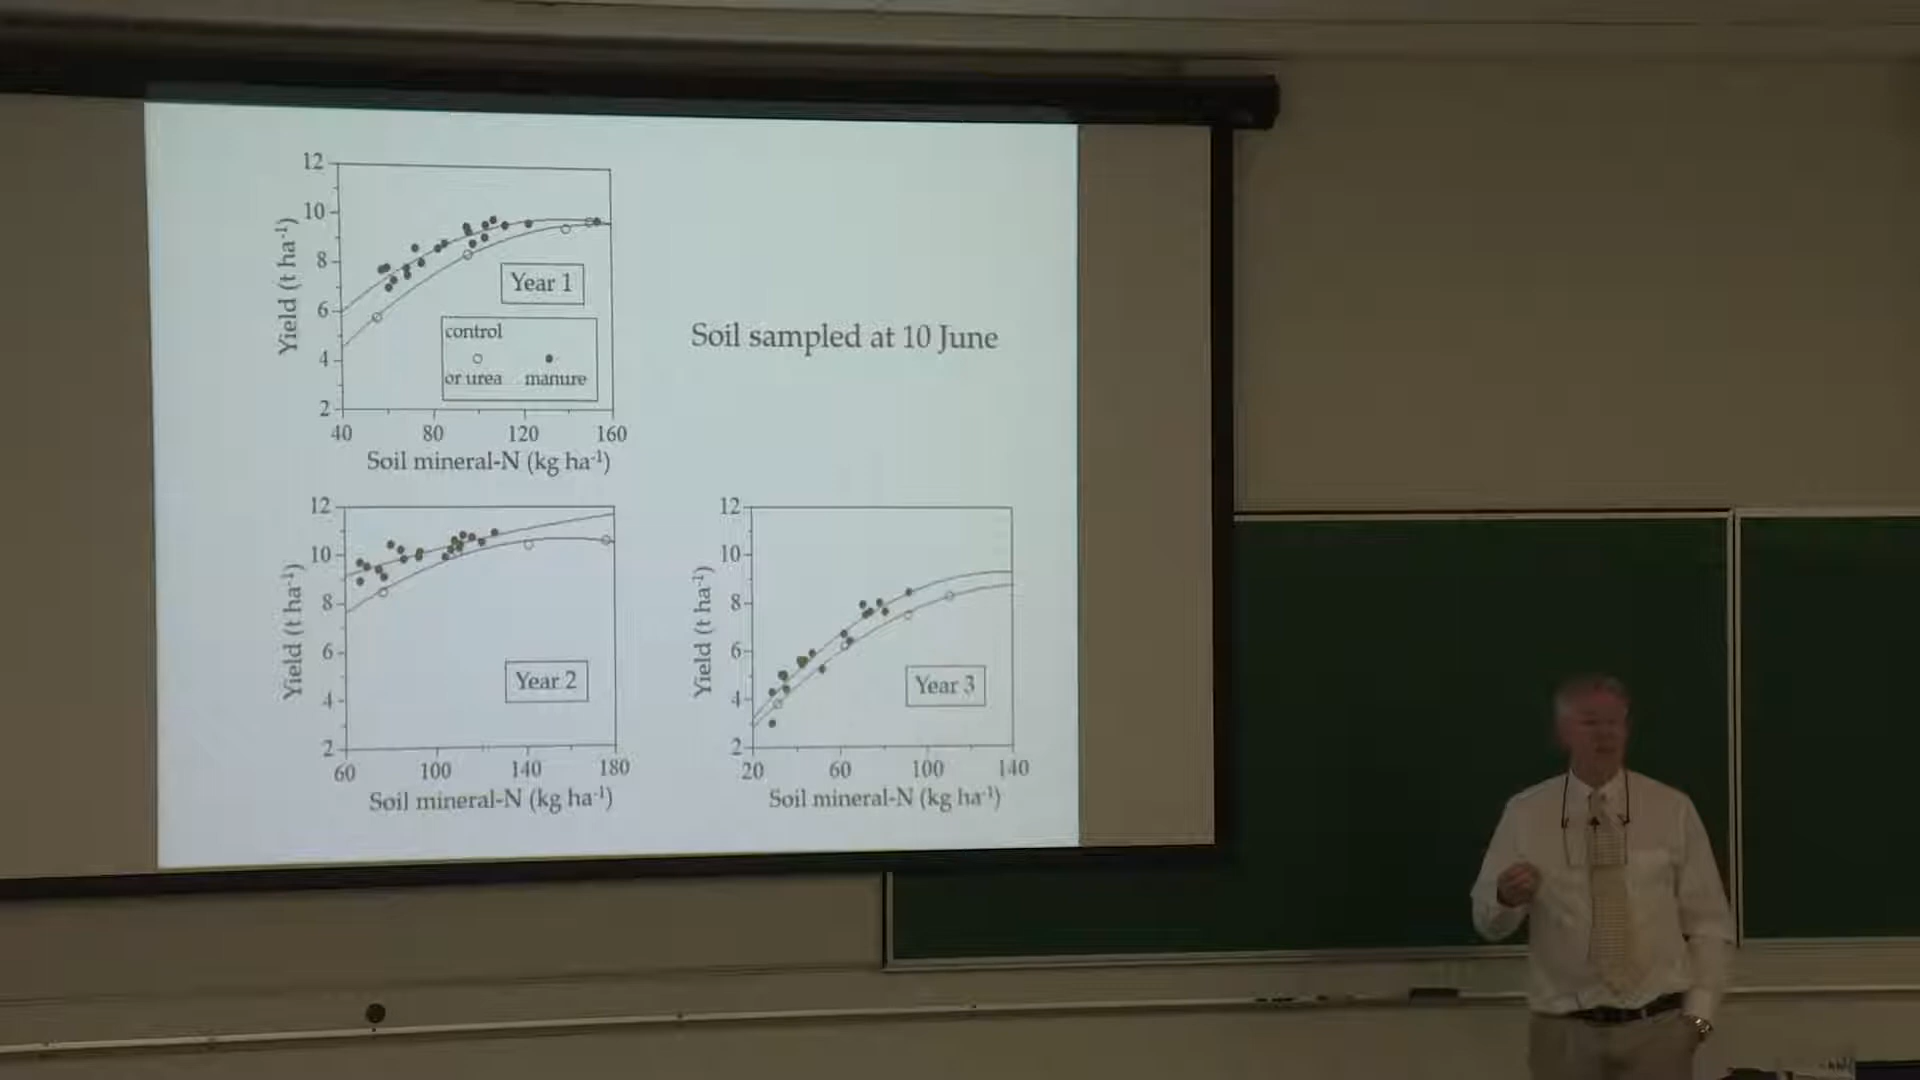 12
10
8
6
4
2
Yield (t ha⁻¹)
Year 1
control
or urea
manure
40 80 120 160
Soil mineral-N (kg ha⁻¹)
Soil sampled at 10 June
12
10
8
6
4
2
Yield (t ha⁻¹)
Year 2
60 100 140 180
Soil mineral-N (kg ha⁻¹)
12
10
8
6
4
2
Yield (t ha⁻¹)
Year 3
20 60 100 140
Soil mineral-N (kg ha⁻¹)